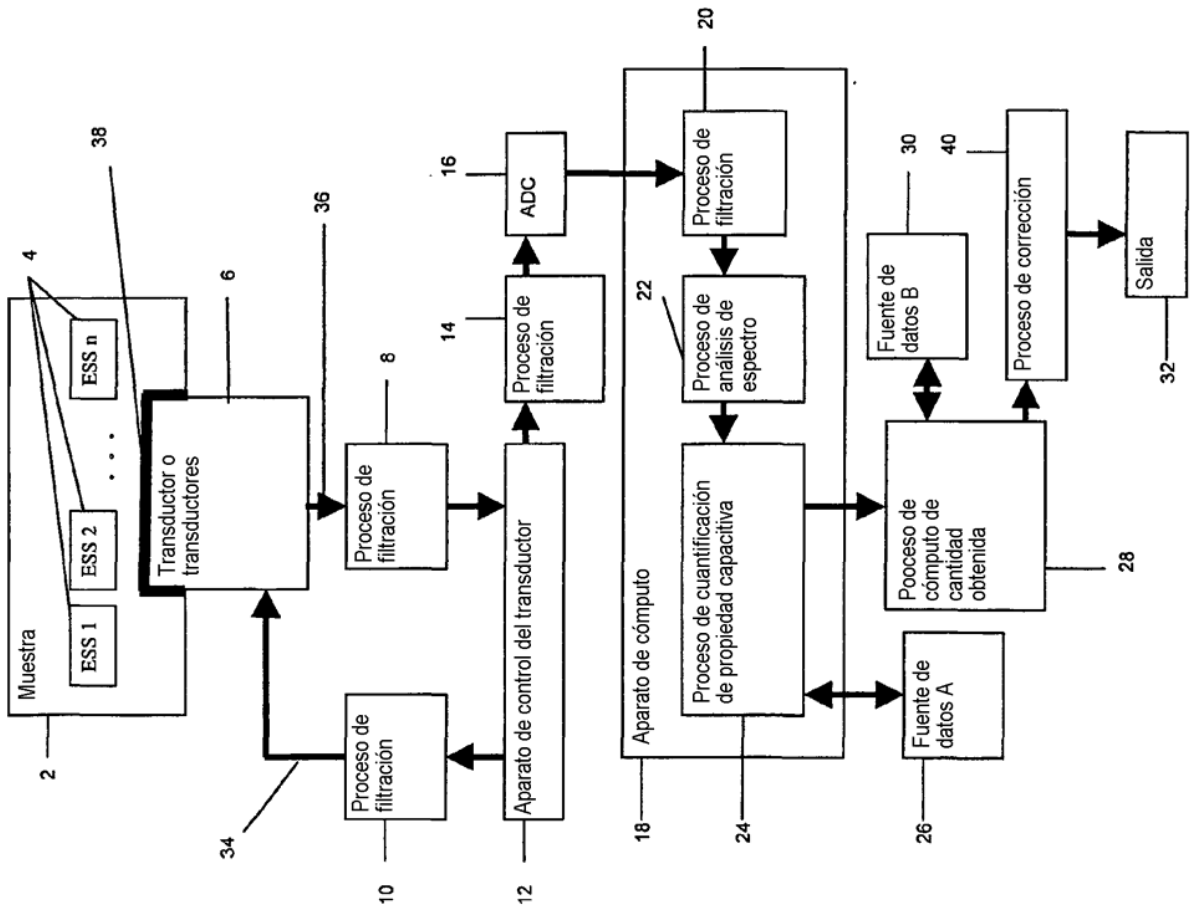 38
4
6
36
2
Muestra
ESS 1
ESS 2
. . .
ESS n
Transductor o
transductores
8
Proceso de
filtración
34
10
Proceso de
filtración
12
Aparato de control del transductor
14
Proceso de
filtración
16
ADC
18
Aparato de cómputo
20
Proceso de
filtración
22
Proceso de
análisis de
espectro
24
Proceso de cuantificación
de propiedad capacitiva
26
Fuente de
datos A
28
Pooceso de
cómputo de
cantidad
obtenida
30
Fuente de
datos B
40
Proceso de corrección
32
Salida